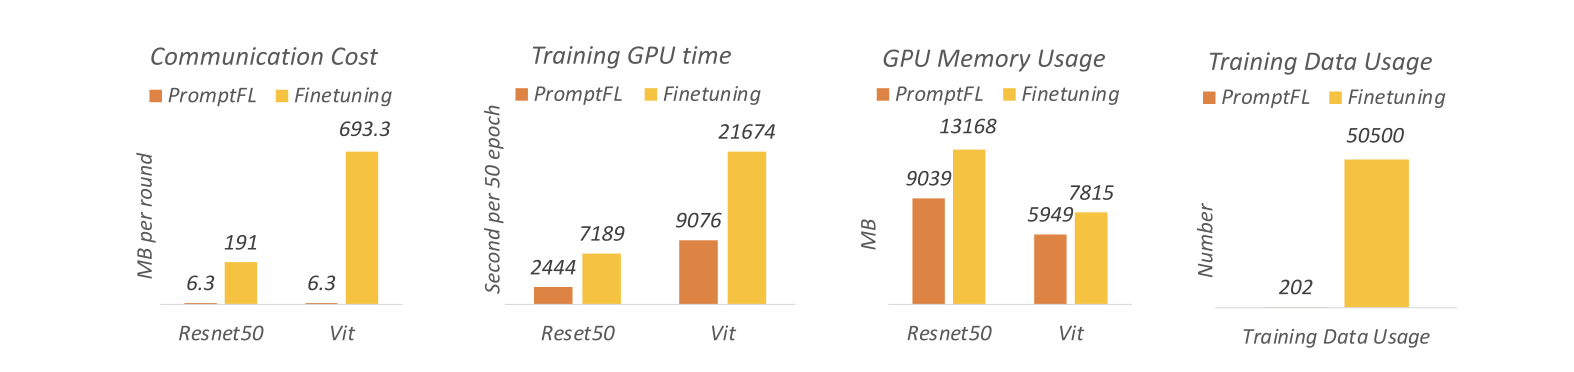 Communication Cost
PromptFL Finetuning
MB per round
693.3
191
6.3
6.3
Resnet50 Vit
Training GPU time
PromptFL Finetuning
Second per 50 epoch
21674
9076
7189
2444
Reset50 Vit
GPU Memory Usage
PromptFL Finetuning
MB
13168
9039
7815
5949
Resnet50 Vit
Training Data Usage
PromptFL Finetuning
Number
50500
202
Training Data Usage